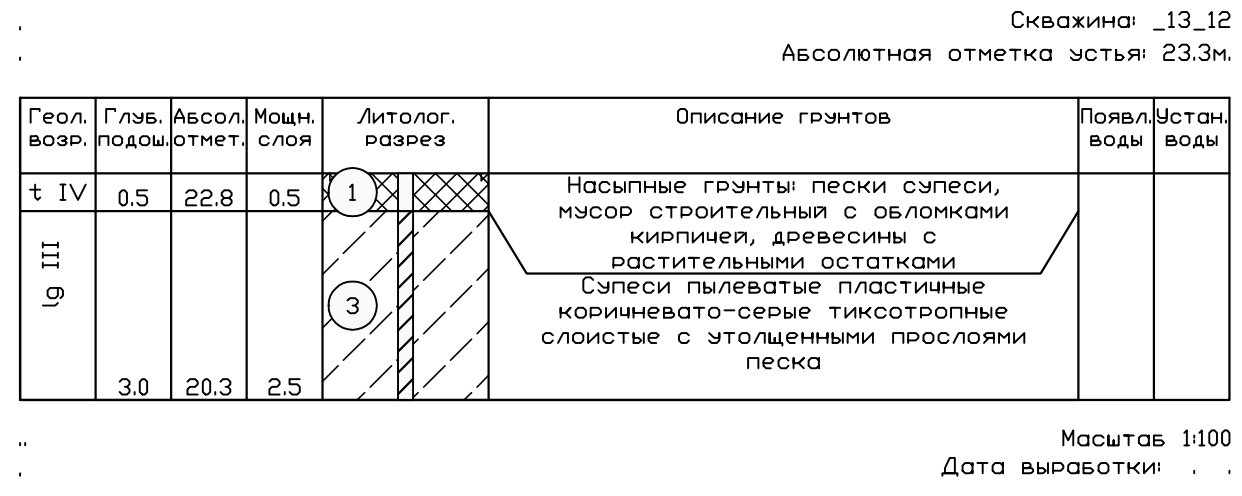 Скважина: _13_12
Абсолютная отметка устья: 23.3м.
Геол. возр.
Глуб. подош.
Абсол. отмет.
Мощн. слоя
Литолог. разрез
Описание грунтов
Появл. воды
Устан. воды
t IV
0.5
22.8
0.5
1
Насыпные грунты: пески супеси,
мусор строительный с обломками
кирпичей, древесины с
растительными остатками
lg III
3.0
20.3
2.5
3
Супеси пылеватые пластичные
коричневато-серые тиксотропные
слоистые с утолщенными прослоями
песка
Масштаб 1:100
Дата выработки: . .